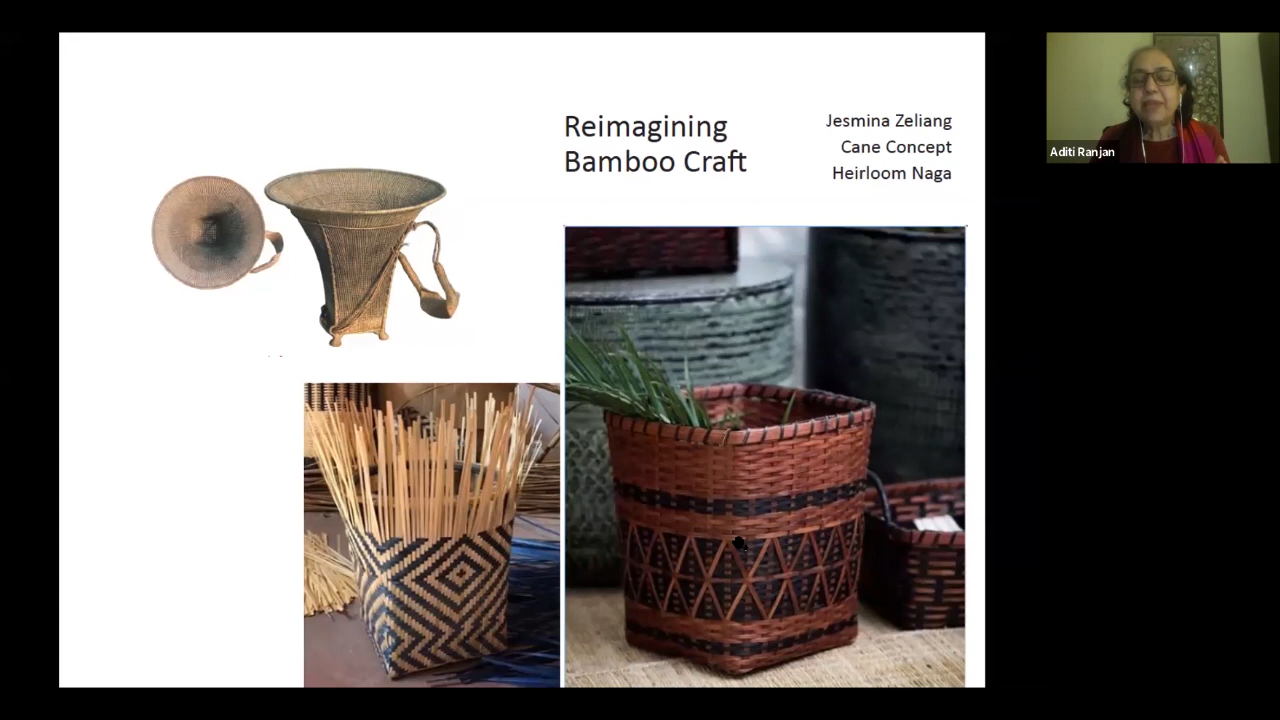 Reimagining
Bamboo Craft
Jesmina Zeliang
Cane Concept
Heirloom Naga
Aditi Ranjan